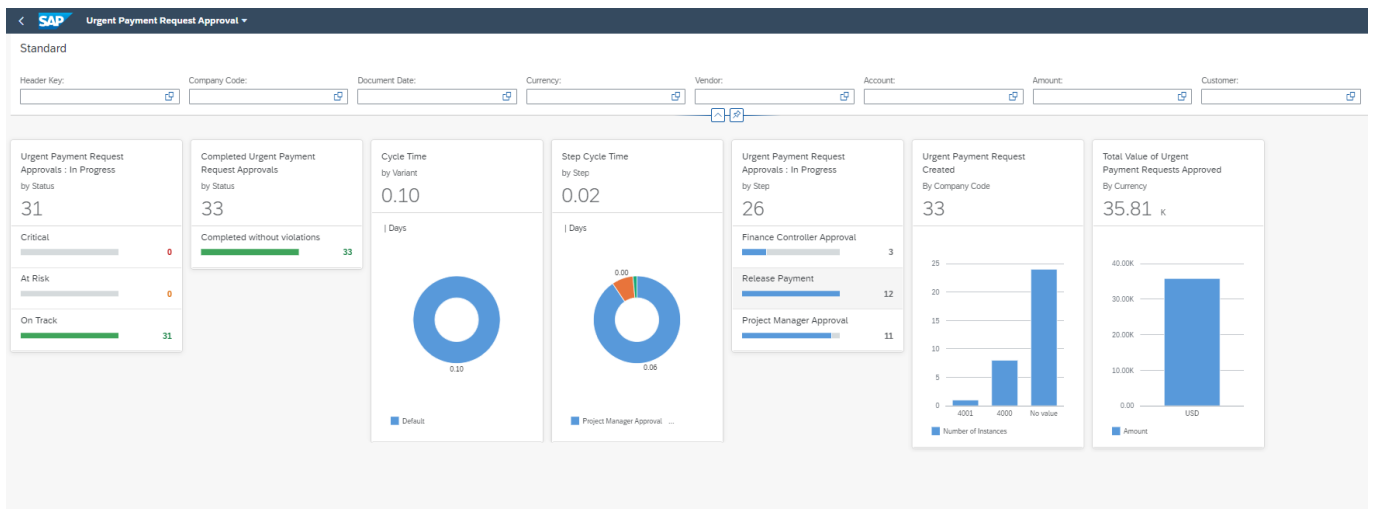 SAP Urgent Payment Request Approval
Standard
Header Key: Company Code: Document Date: Currency: Vendor: Account: Amount: Customer:
Urgent Payment Request
Approvals : In Progress
by Status
31
Critical
0
At Risk
0
On Track
31
Completed Urgent Payment
Request Approvals
by Status
33
Completed without violations
33
Cycle Time
by Variant
0.10
| Days
0.10
Default
Step Cycle Time
by Step
0.02
| Days
0.00
0.06
Project Manager Approval ...
Urgent Payment Request
Approvals : In Progress
by Step
26
Finance Controller Approval
3
Release Payment
12
Project Manager Approval
11
Urgent Payment Request
Created
By Company Code
33
25
20
15
10
5
0
4001 4000 No value
Number of Instances
Total Value of Urgent
Payment Requests Approved
By Currency
35.81 K
40.00K
30.00K
20.00K
10.00K
0.00
USD
Amount